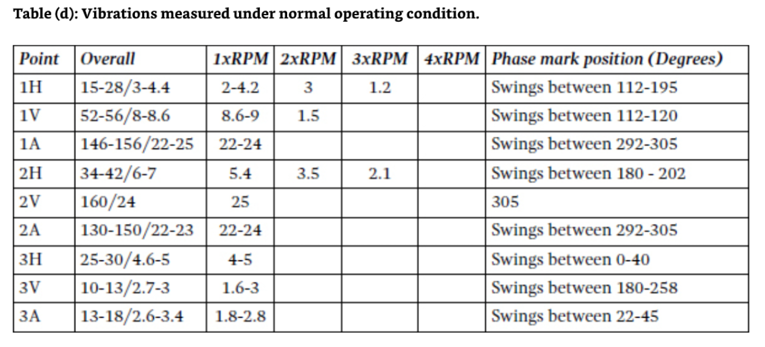 Table (d): Vibrations measured under normal operating condition.
Point Overall 1xRPM 2xRPM 3xRPM 4xRPM Phase mark position (Degrees)
1H 15-28/3-4.4 2-4.2 3 1.2 Swings between 112-195
1V 52-56/8-8.6 8.6-9 1.5 Swings between 112-120
1A 146-156/22-25 22-24 Swings between 292-305
2H 34-42/6-7 5.4 3.5 2.1 Swings between 180 - 202
2V 160/24 25 305
2A 130-150/22-23 22-24 Swings between 292-305
3H 25-30/4.6-5 4-5 Swings between 0-40
3V 10-13/2.7-3 1.6-3 Swings between 180-258
3A 13-18/2.6-3.4 1.8-2.8 Swings between 22-45